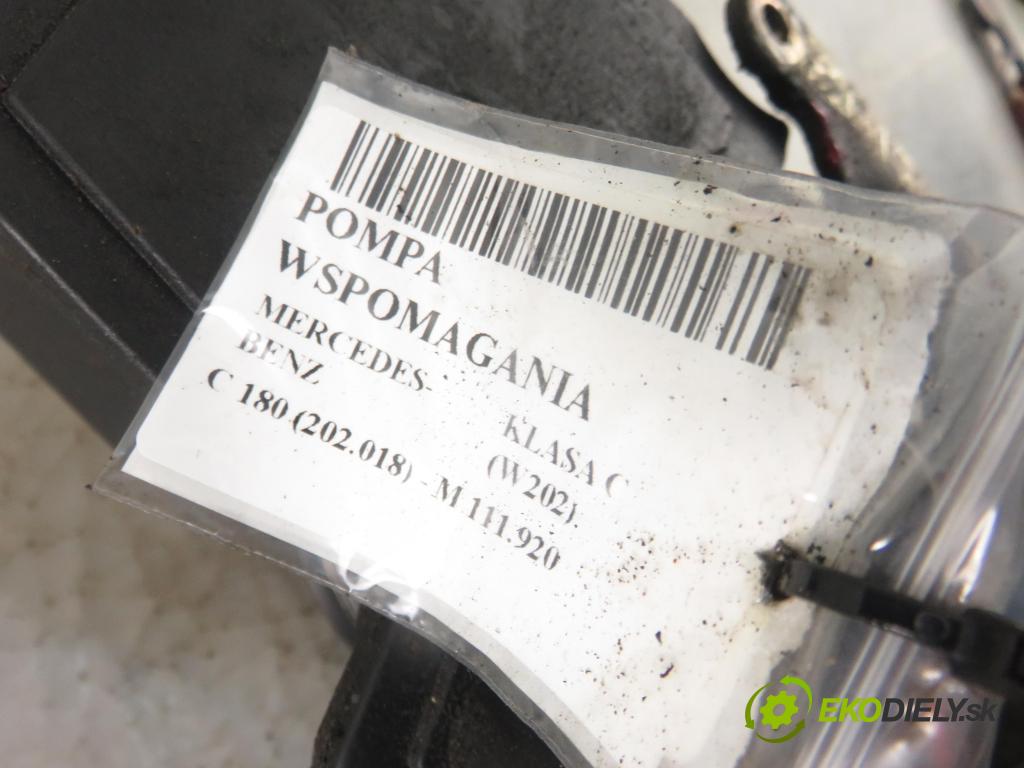 POMPA
WSPOMAGANIA
MERCEDES-
BENZ
KLASA C
(W202)
C 180 (202.018) - M 111.920
EKODIELY.sk